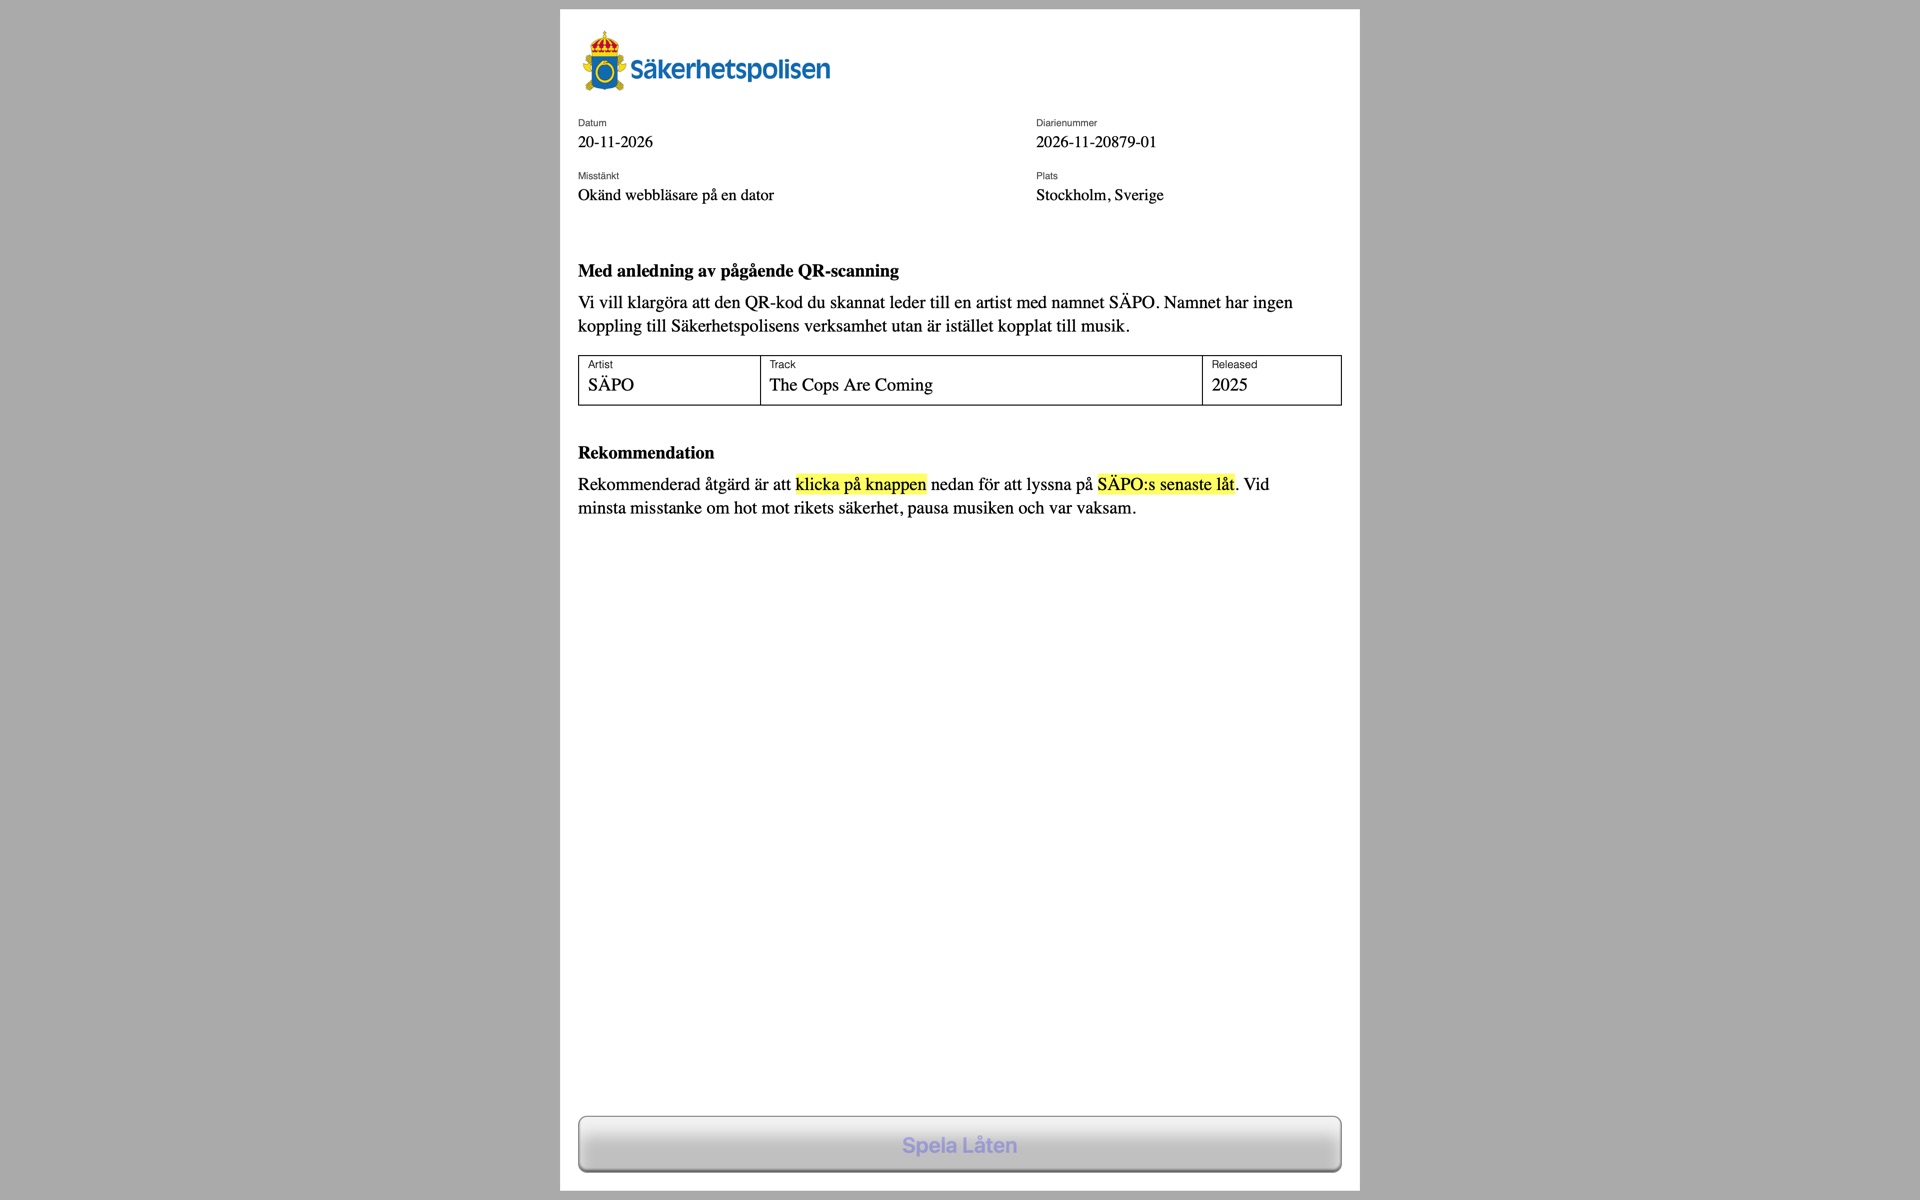 Säkerhetspolisen
Datum
20-11-2026
Diarienummer
2026-11-20879-01
Misstänkt
Okänd webbläsare på en dator
Plats
Stockholm, Sverige
Med anledning av pågående QR-scanning
Vi vill klargöra att den QR-kod du skannat leder till en artist med namnet SÄPO. Namnet har ingen
koppling till Säkerhetspolisens verksamhet utan är istället kopplat till musik.
Artist
SÄPO
Track
The Cops Are Coming
Released
2025
Rekommendation
Rekommenderad åtgärd är att klicka på knappen nedan för att lyssna på SÄPO:s senaste låt. Vid
minsta misstanke om hot mot rikets säkerhet, pausa musiken och var vaksam.
Spela Låten